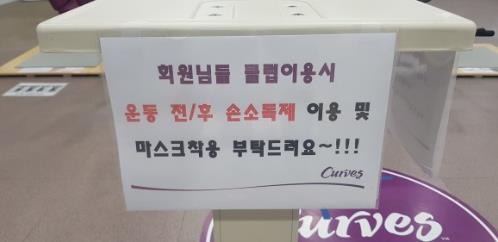 회원님들 클럽이용시
운동 전/후 손소독제 이용 및
마스크착용 부탁드려요~!!!
Curves
Curves